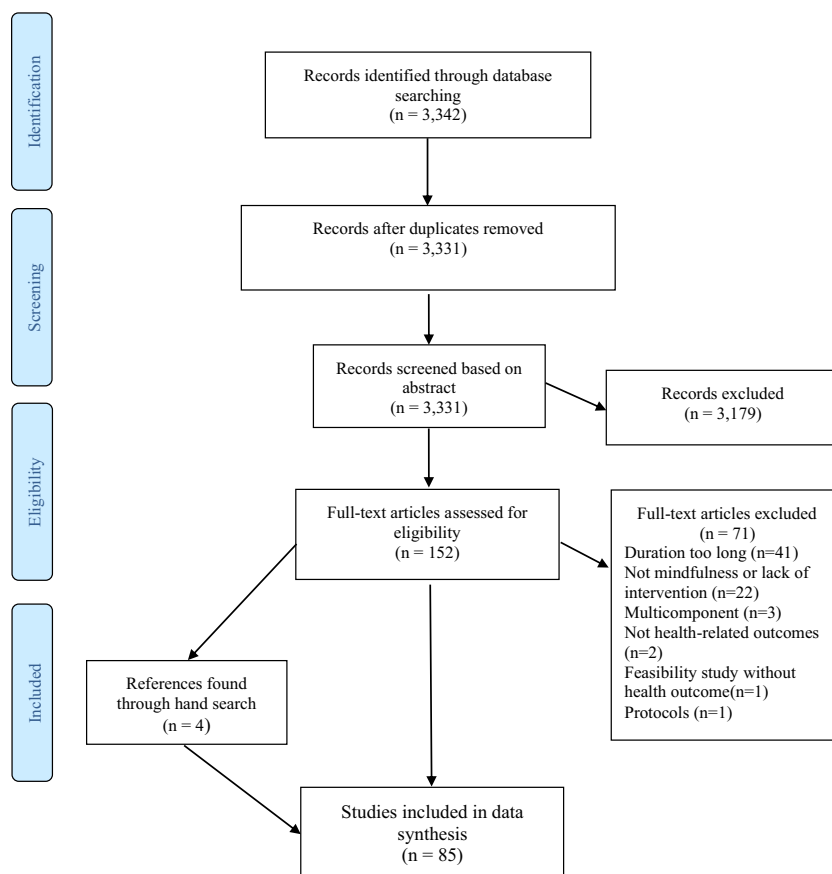 Identification
Records identified through database
searching
(n = 3,342)
Screening
Records after duplicates removed
(n = 3,331)
Records screened based on
abstract
(n = 3,331)
Records excluded
(n = 3,179)
Eligibility
Full-text articles assessed for
eligibility
(n = 152)
Full-text articles excluded
(n = 71)
Duration too long (n=41)
Not mindfulness or lack of
intervention (n=22)
Multicomponent (n=3)
Not health-related outcomes
(n=2)
Feasibility study without
health outcome(n=1)
Protocols (n=1)
Included
References found
through hand search
(n = 4)
Studies included in data
synthesis
(n = 85)